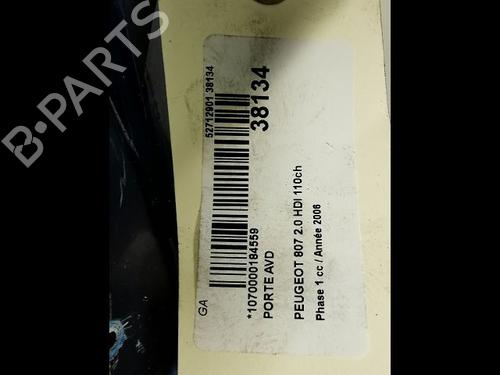 52712901 38134
38134
*1070000184559
PORTE AVD
PEUGEOT 807 2.0 HDI 110ch
Phase 1 cc / Année 2006
GA
B-PARTS